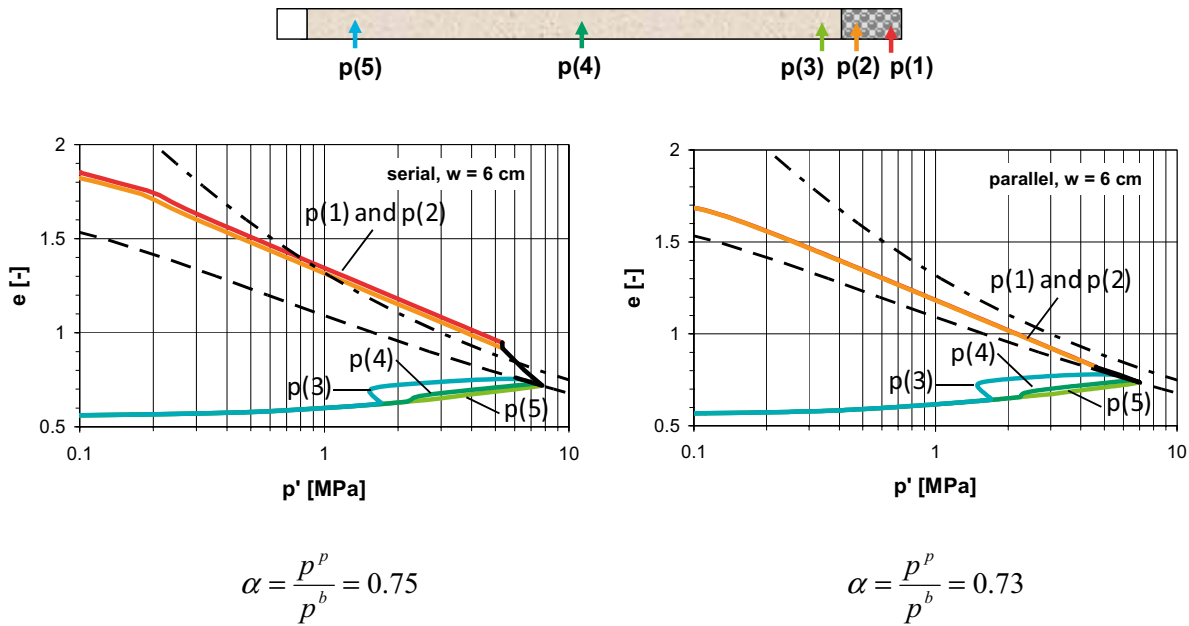 p(5) p(4) p(3) p(2) p(1)
serial, w = 6 cm
p(1) and p(2)
p(4)
p(3)
p(5)
e [-]
2
1.5
1
0.5
0.1 1 10
p' [MPa]
parallel, w = 6 cm
p(1) and p(2)
p(4)
p(3)
p(5)
e [-]
2
1.5
1
0.5
0.1 1 10
p' [MPa]
α = p^p / p^b = 0.75
α = p^p / p^b = 0.73